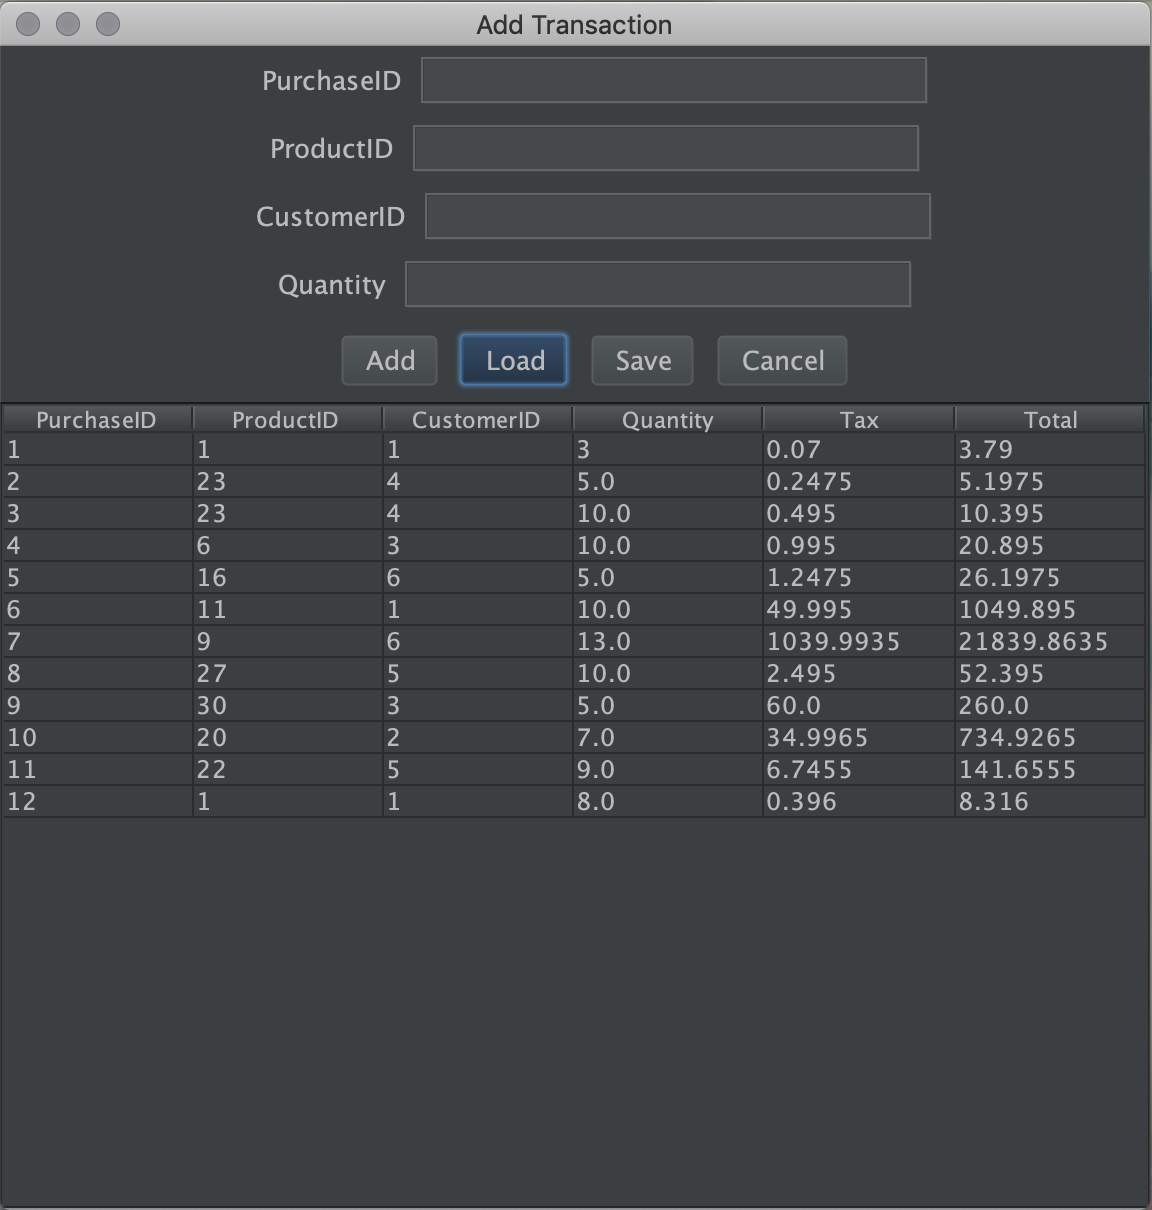 Add Transaction
PurchaseID
ProductID
CustomerID
Quantity
Add Load Save Cancel
PurchaseID ProductID CustomerID Quantity Tax Total
1 1 1 3 0.07 3.79
2 23 4 5.0 0.2475 5.1975
3 23 4 10.0 0.495 10.395
4 6 3 10.0 0.995 20.895
5 16 6 5.0 1.2475 26.1975
6 11 1 10.0 49.995 1049.895
7 9 6 13.0 1039.9935 21839.8635
8 27 5 10.0 2.495 52.395
9 30 3 5.0 60.0 260.0
10 20 2 7.0 34.9965 734.9265
11 22 5 9.0 6.7455 141.6555
12 1 1 8.0 0.396 8.316